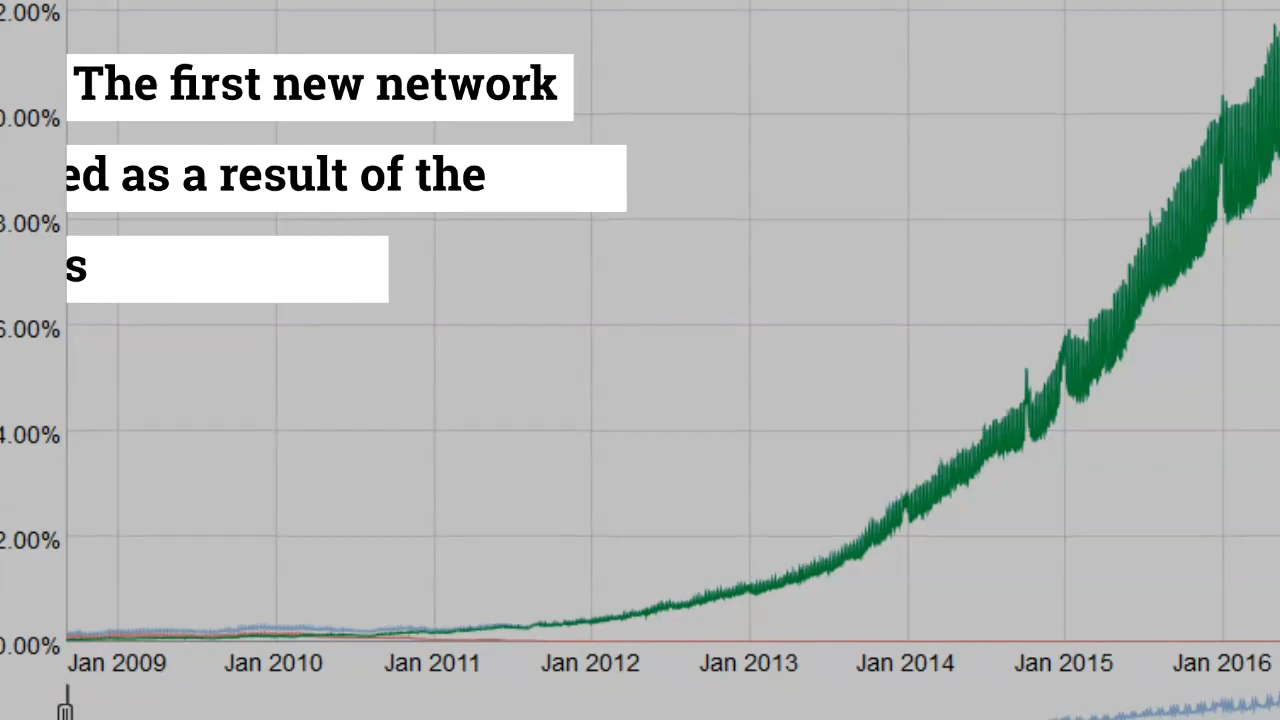 The first new network
ed as a result of the
s
2.00%
0.00%
8.00%
6.00%
4.00%
2.00%
0.00%
Jan 2009 Jan 2010 Jan 2011 Jan 2012 Jan 2013 Jan 2014 Jan 2015 Jan 2016